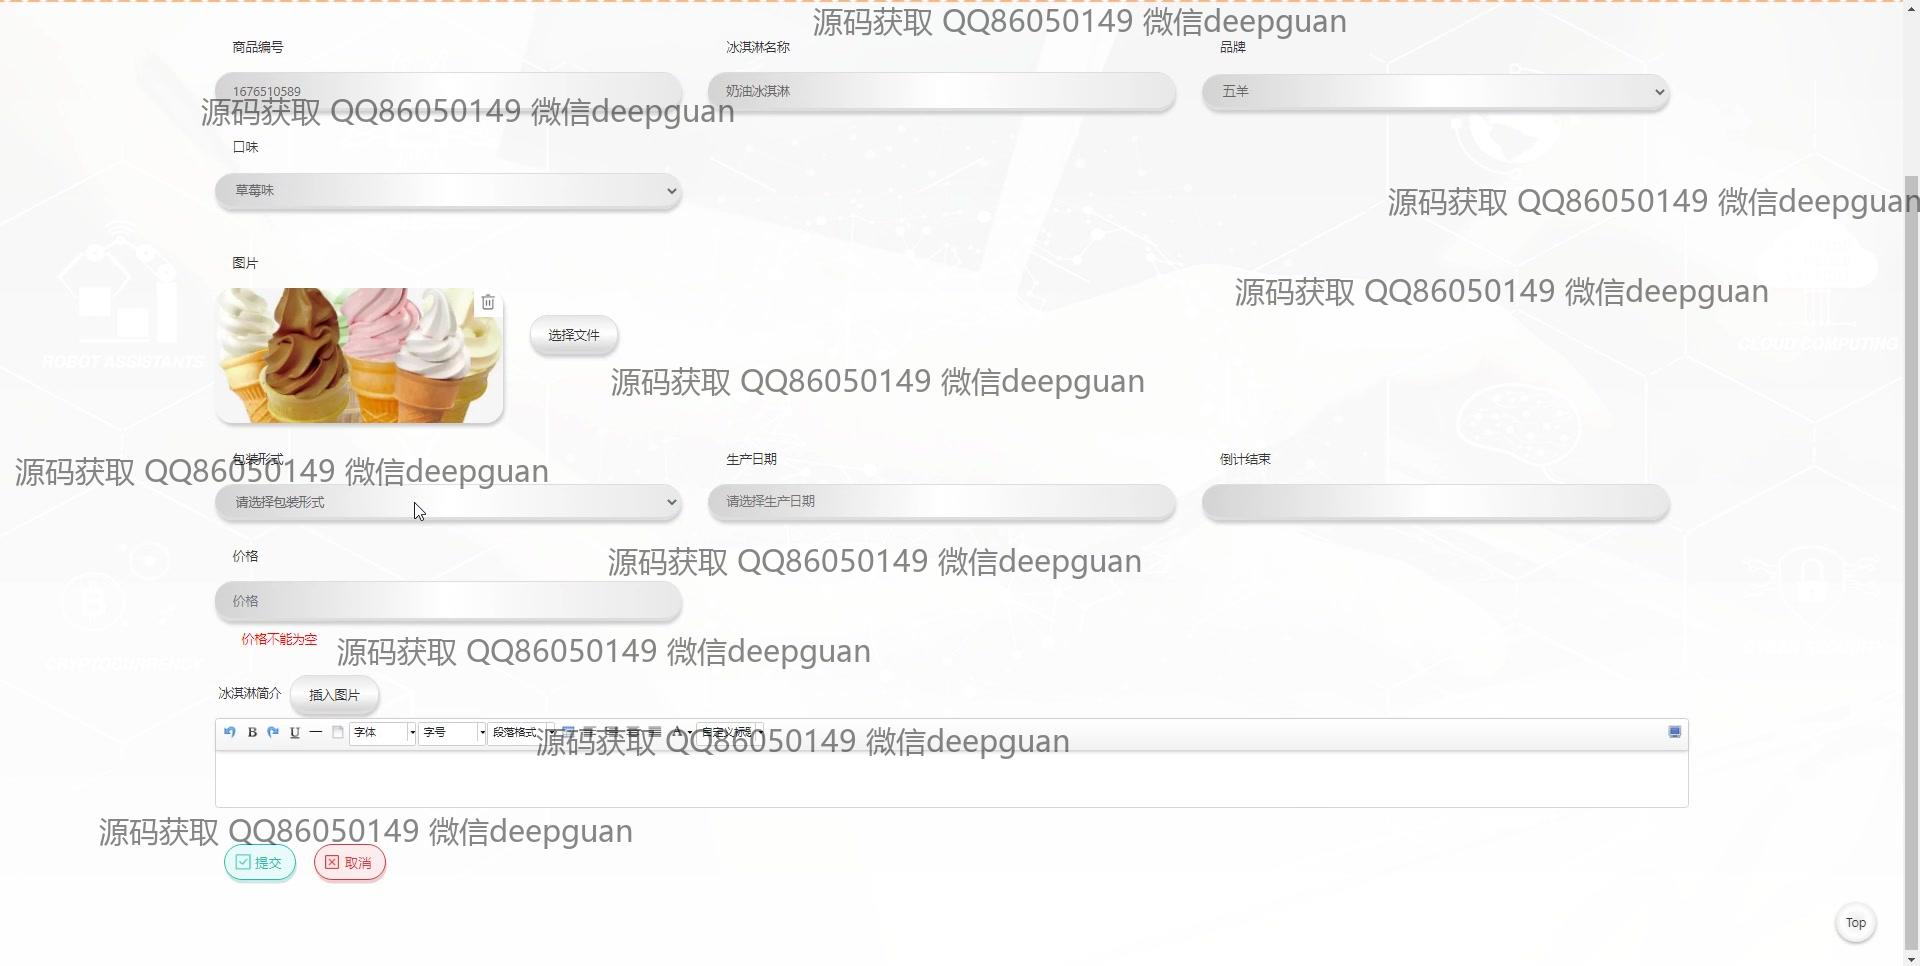 源码获取 QQ86050149 微信deepguan
商品编号
冰淇淋名称
品牌
1676510589
奶油冰淇淋
五羊
源码获取 QQ86050149 微信deepguan
口味
草莓味
源码获取 QQ86050149 微信deepguan
图片
源码获取 QQ86050149 微信deepguan
选择文件
ROBOT ASSISTANTS
CLOUD COMPUTING
源码获取 QQ86050149 微信deepguan
包装形式
生产日期
倒计结束
源码获取 QQ86050149 微信deepguan
请选择包装形式
请选择生产日期
价格
源码获取 QQ86050149 微信deepguan
价格
价格不能为空
源码获取 QQ86050149 微信deepguan
CRYPTOCURRENCY
CYBER SECURITY
冰淇淋简介
插入图片
B U 字体 字号 段落格式 A 自定义标题
源码获取 QQ86050149 微信deepguan
源码获取 QQ86050149 微信deepguan
提交
取消
Top